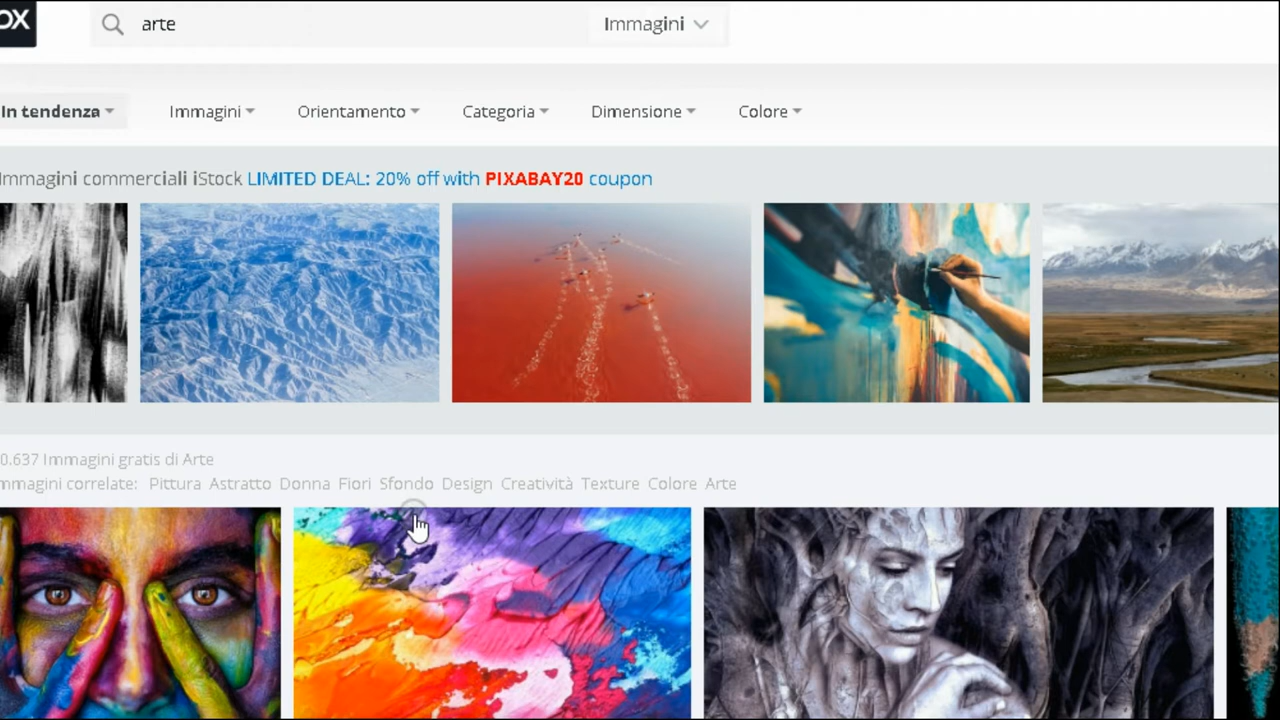 OX
arte
Immagini
In tendenza Immagini Orientamento Categoria Dimensione Colore
Immagini commerciali iStock LIMITED DEAL: 20% off with PIXABAY20 coupon
0.637 Immagini gratis di Arte
mmagini correlate: Pittura Astratto Donna Fiori Sfondo Design Creatività Texture Colore Arte